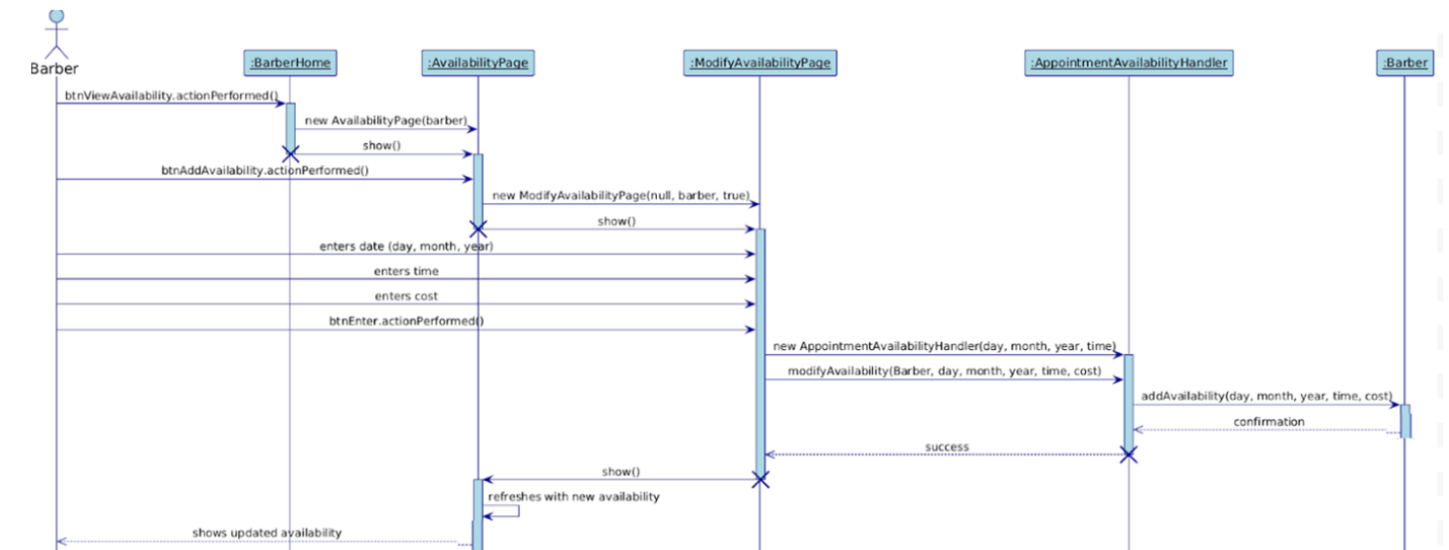 Barber
:BarberHome
:AvailabilityPage
:ModifyAvailabilityPage
:AppointmentAvailabilityHandler
:Barber
btnViewAvailability.actionPerformed()
new AvailabilityPage(barber)
show()
btnAddAvailability.actionPerformed()
new ModifyAvailabilityPage(null, barber, true)
show()
enters date (day, month, year)
enters time
enters cost
btnEnter.actionPerformed()
new AppointmentAvailabilityHandler(day, month, year, time)
modifyAvailability(Barber, day, month, year, time, cost)
addAvailability(day, month, year, time, cost)
confirmation
success
show()
refreshes with new availability
shows updated availability